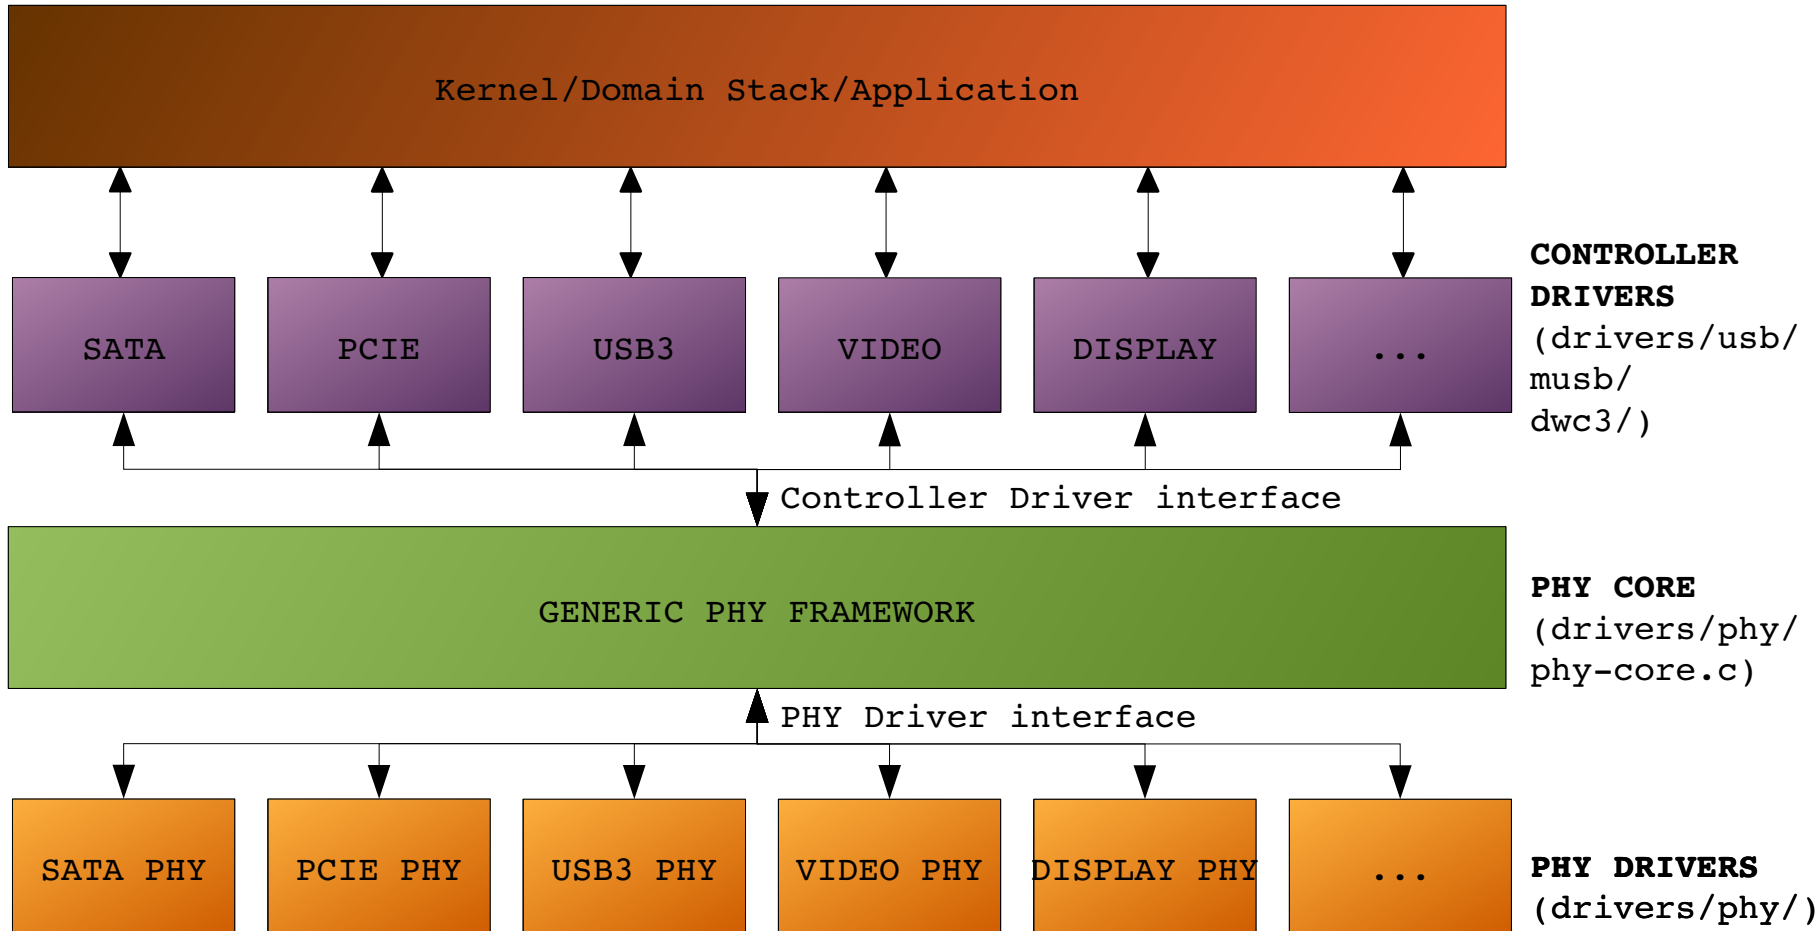 Kernel/Domain Stack/Application
CONTROLLER
DRIVERS
(drivers/usb/
musb/
dwc3/)
SATA
PCIE
USB3
VIDEO
DISPLAY
...
Controller Driver interface
GENERIC PHY FRAMEWORK
PHY CORE
(drivers/phy/
phy-core.c)
PHY Driver interface
SATA PHY
PCIE PHY
USB3 PHY
VIDEO PHY
DISPLAY PHY
...
PHY DRIVERS
(drivers/phy/)